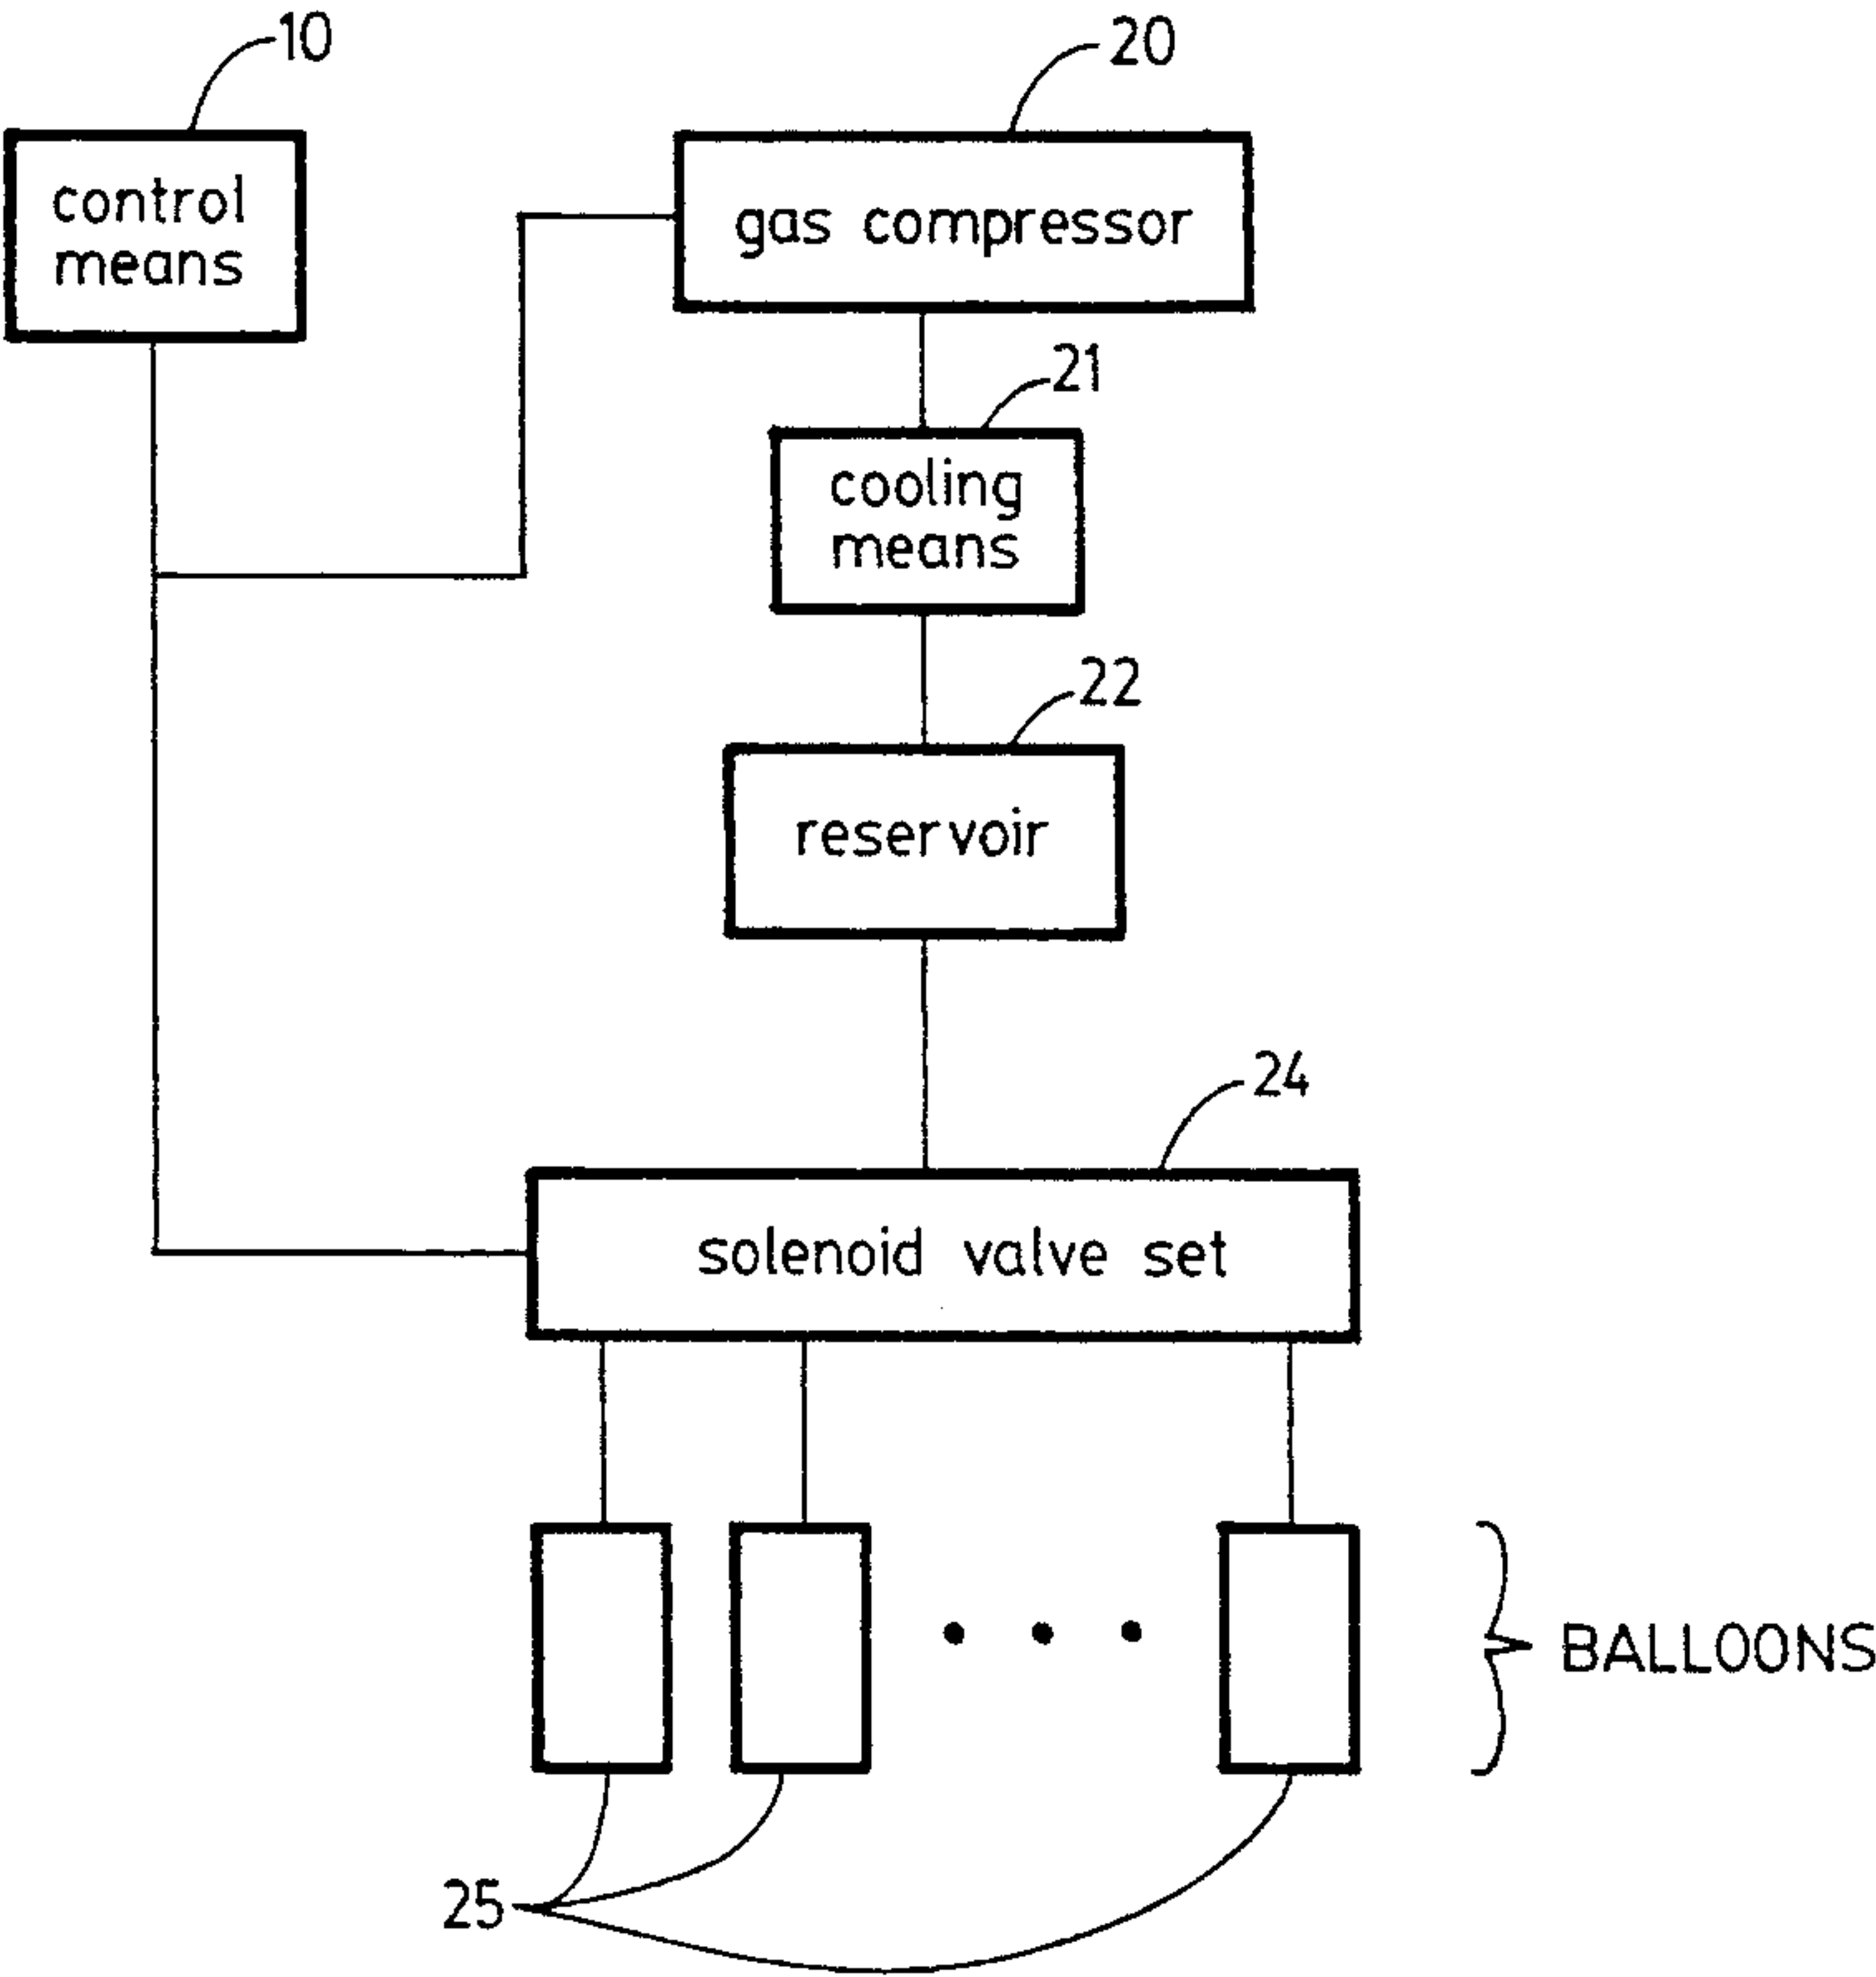 10
20
control
means
gas compressor
21
cooling
means
22
reservoir
24
solenoid valve set
BALLOONS
25